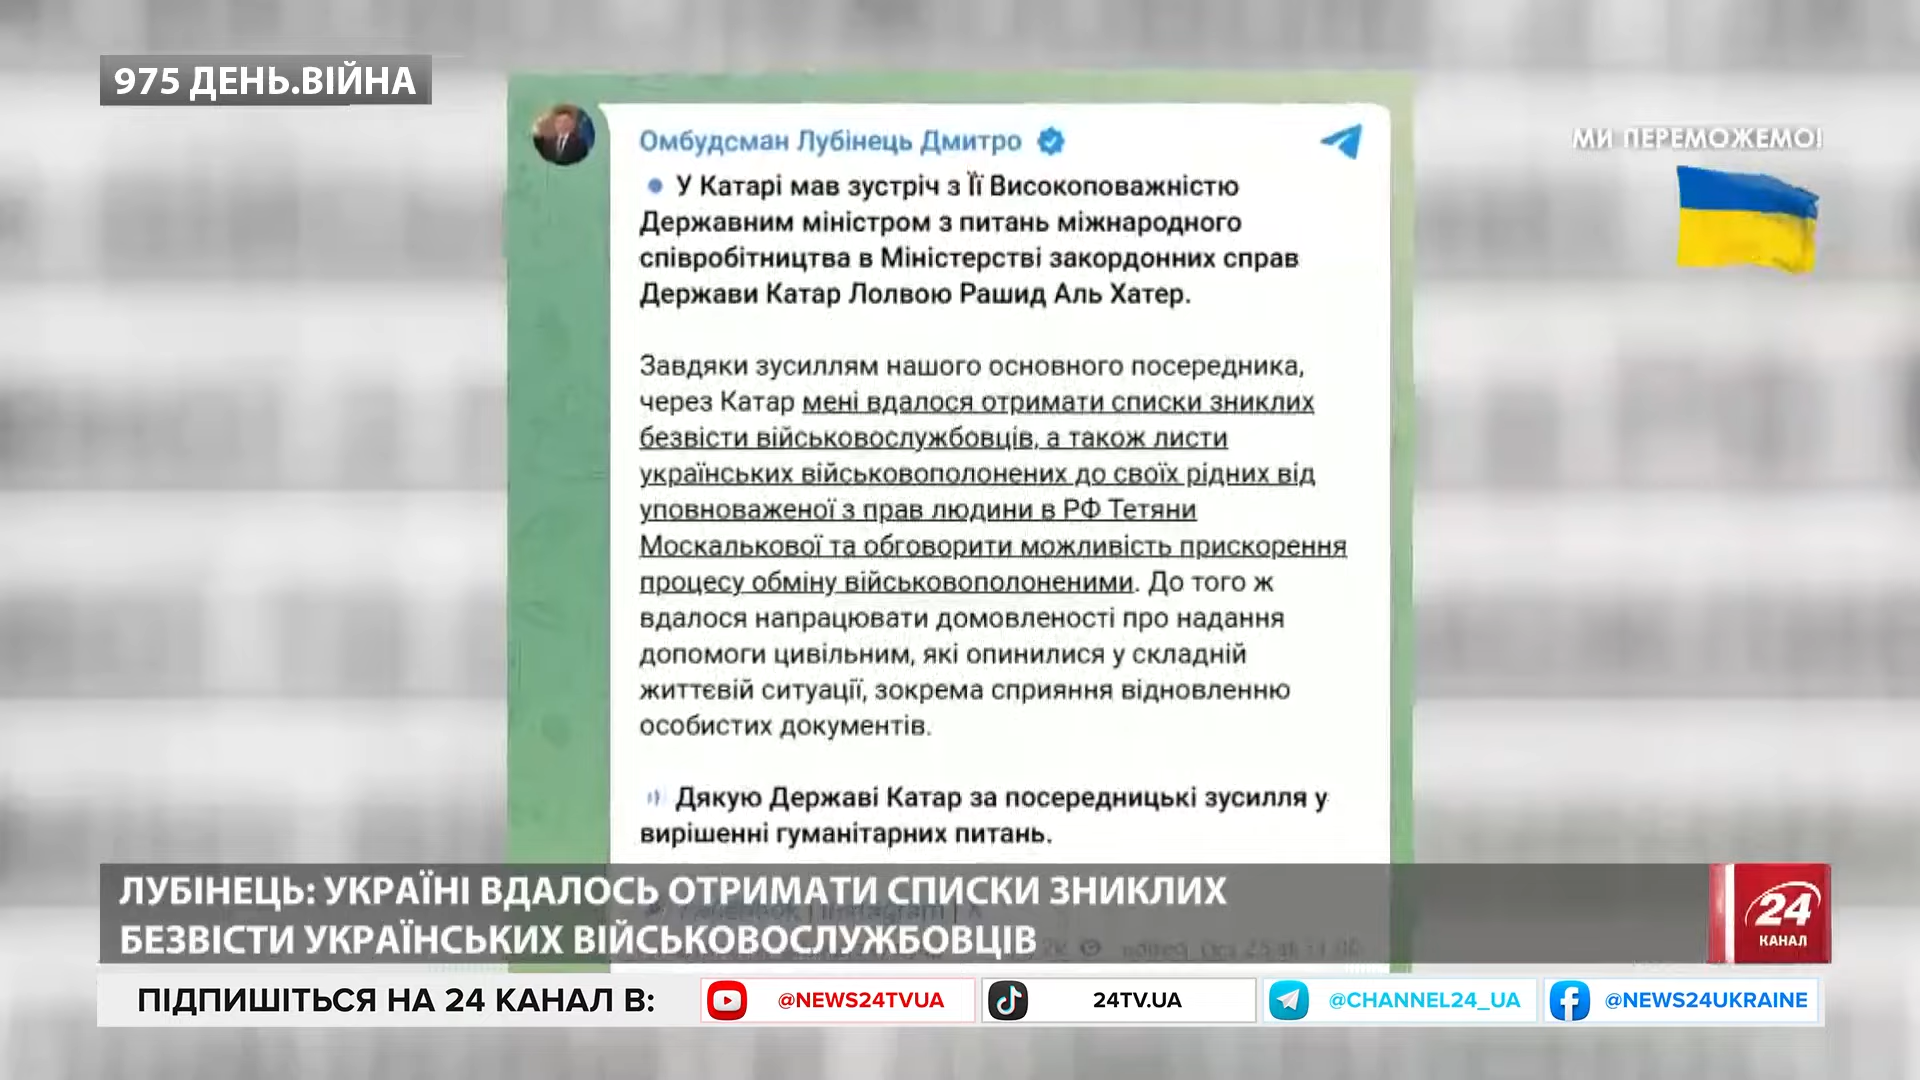 975 ДЕНЬ.ВІЙНА
МИ ПЕРЕМОЖЕМО!
Омбудсман Лубінець Дмитро
У Катарі мав зустріч з Її Високоповажністю
Державним міністром з питань міжнародного
співробітництва в Міністерстві закордонних справ
Держави Катар Лолвою Рашид Аль Хатер.
Завдяки зусиллям нашого основного посередника,
через Катар мені вдалося отримати списки зниклих
безвісти військовослужбовців, а також листи
українських військовополонених до своїх рідних від
уповноваженої з прав людини в РФ Тетяни
Москалькової та обговорити можливість прискорення
процесу обміну військовополоненими. До того ж
вдалося напрацювати домовленості про надання
допомоги цивільним, які опинилися у складній
життєвій ситуації, зокрема сприяння відновленню
особистих документів.
Дякую Державі Катар за посередницькі зусилля у
вирішенні гуманітарних питань.
Facebook | Instagram | X
ЛУБІНЕЦЬ: УКРАЇНІ ВДАЛОСЬ ОТРИМАТИ СПИСКИ ЗНИКЛИХ
БЕЗВІСТИ УКРАЇНСЬКИХ ВІЙСЬКОВОСЛУЖБОВЦІВ
24
КАНАЛ
ПІДПИШІТЬСЯ НА 24 КАНАЛ В:
@NEWS24TVUA
24TV.UA
@CHANNEL24_UA
@NEWS24UKRAINE